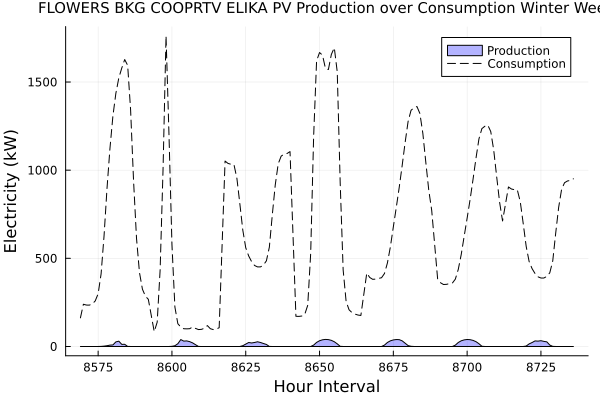 FLOWERS BKG COOPRTV ELIKA PV Production over Consumption Winter Wee
Production
Consumption
1500
1000
500
0
Electricity (kW)
8575
8600
8625
8650
8675
8700
8725
Hour Interval